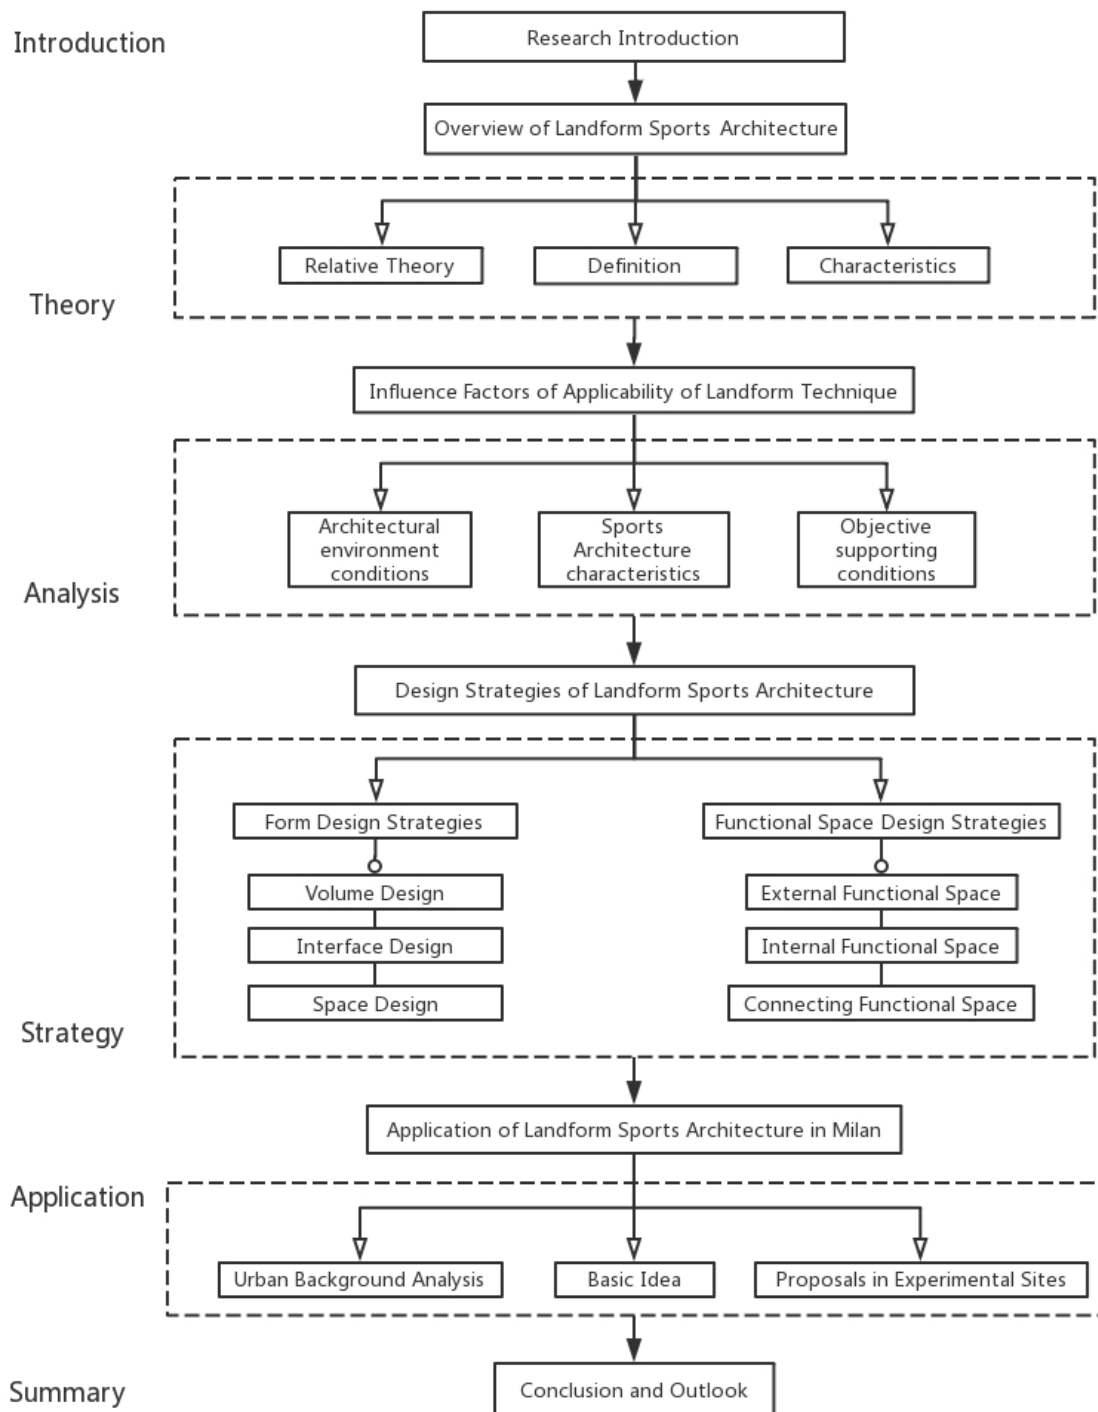 Introduction
Research Introduction
Overview of Landform Sports Architecture
Relative Theory
Definition
Characteristics
Theory
Influence Factors of Applicability of Landform Technique
Architectural
environment
conditions
Sports
Architecture
characteristics
Objective
supporting
conditions
Analysis
Design Strategies of Landform Sports Architecture
Form Design Strategies
Volume Design
Interface Design
Space Design
Functional Space Design Strategies
External Functional Space
Internal Functional Space
Connecting Functional Space
Strategy
Application of Landform Sports Architecture in Milan
Application
Urban Background Analysis
Basic Idea
Proposals in Experimental Sites
Summary
Conclusion and Outlook